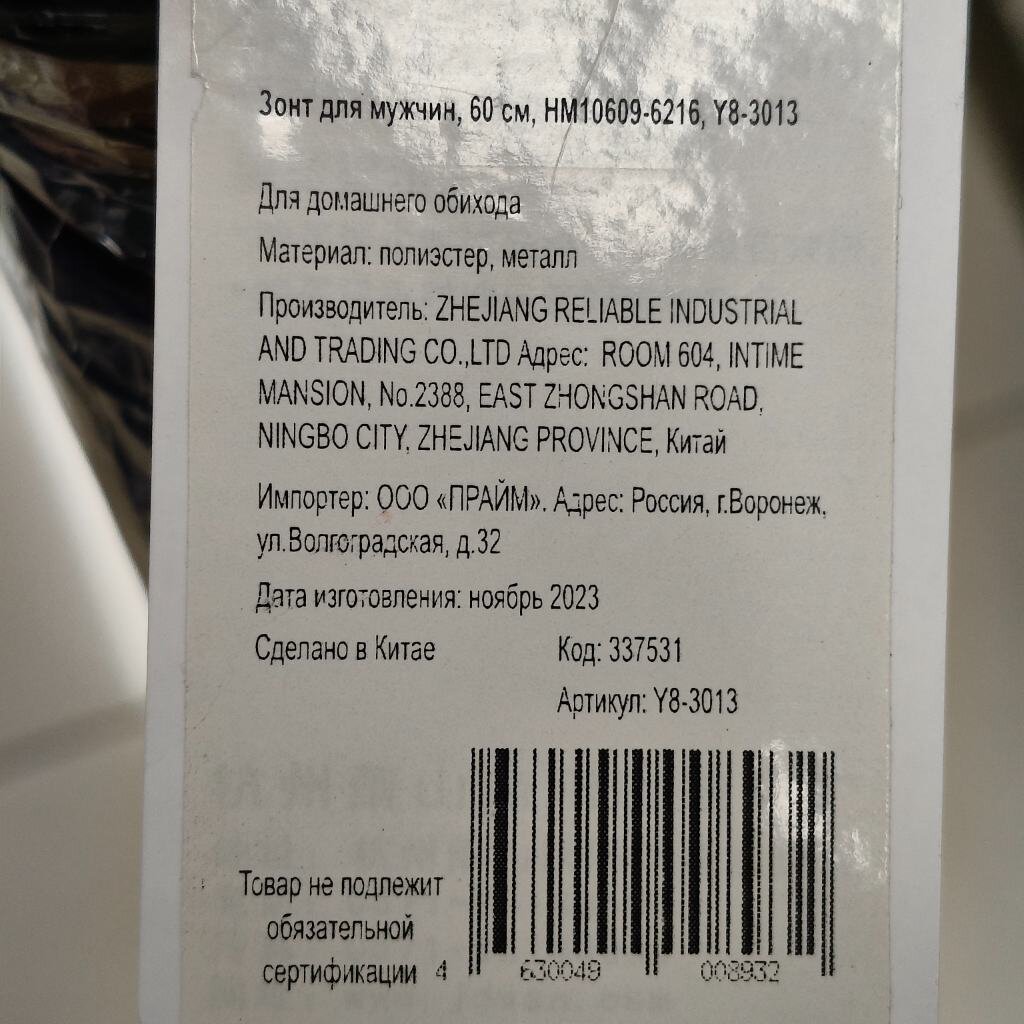 Зонт для мужчин, 60 см, HM10609-6216, Y8-3013
Для домашнего обихода
Материал: полиэстер, металл
Производитель: ZHEJIANG RELIABLE INDUSTRIAL
AND TRADING CO.,LTD Адрес: ROOM 604, INTIME
MANSION, No.2388, EAST ZHONGSHAN ROAD,
NINGBO CITY, ZHEJIANG PROVINCE, Китай
Импортер: ООО «ПРАЙМ». Адрес: Россия, г.Воронеж,
ул.Волгоградская, д.32
Дата изготовления: ноябрь 2023
Сделано в Китае Код: 337531
Артикул: Y8-3013
Товар не подлежит
обязательной
сертификации
4 630049 008932